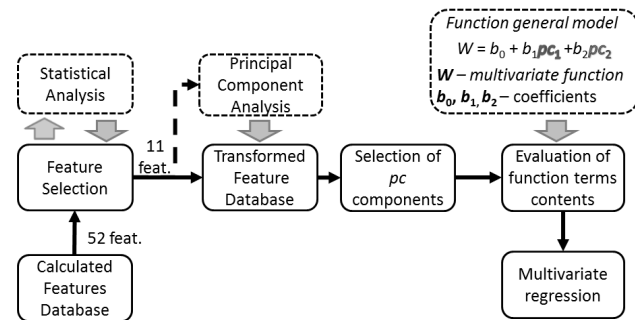 Statistical
Analysis
Principal
Component
Analysis
Function general model
W = b₀ + b₁pc₁ +b₂pc₂
W – multivariate function
b₀, b₁, b₂ – coefficients
Feature
Selection
11
feat.
Transformed
Feature
Database
Selection of
pc
components
Evaluation of
function terms
contents
52 feat.
Calculated
Features
Database
Multivariate
regression